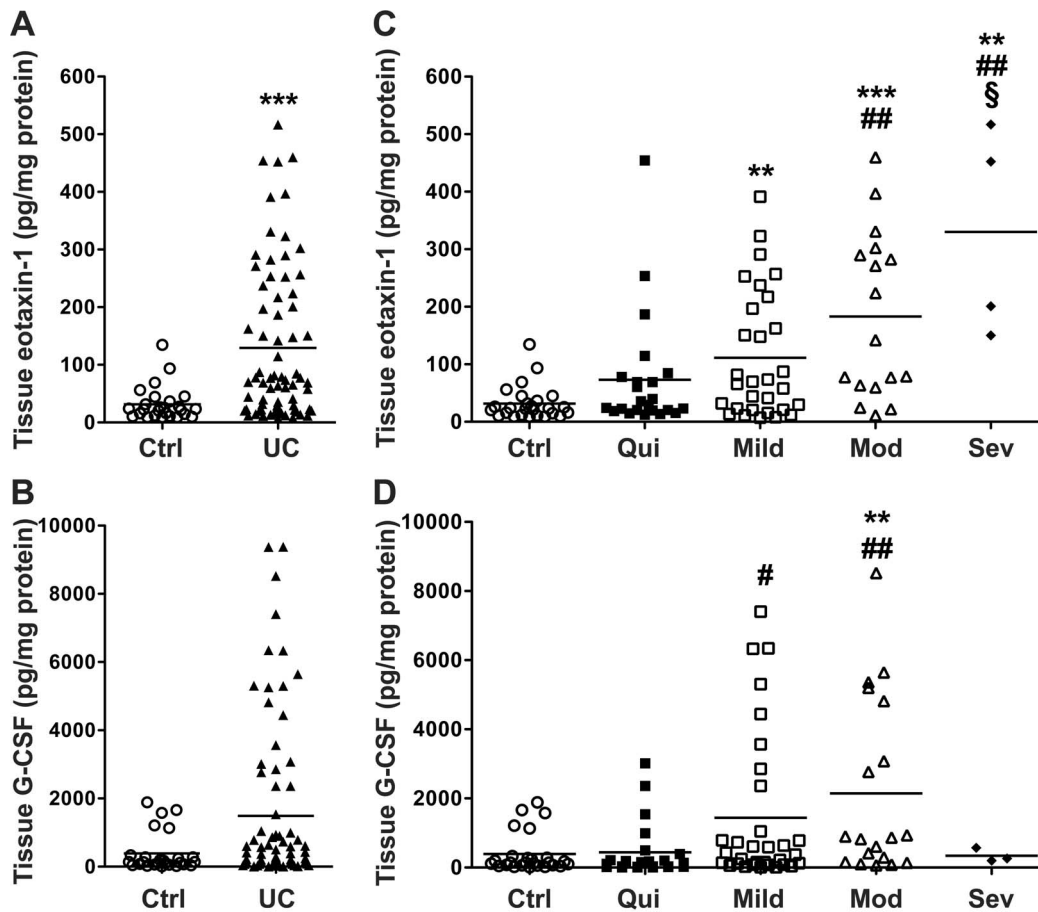 A
Tissue eotaxin-1 (pg/mg protein)
600
500
400
300
200
100
0
***
Ctrl
UC
C
Tissue eotaxin-1 (pg/mg protein)
600
500
400
300
200
100
0
**
***
##
**
##
§
Ctrl
Qui
Mild
Mod
Sev
B
Tissue G-CSF (pg/mg protein)
10000
8000
6000
4000
2000
0
Ctrl
UC
D
Tissue G-CSF (pg/mg protein)
10000
8000
6000
4000
2000
0
#
**
##
Ctrl
Qui
Mild
Mod
Sev